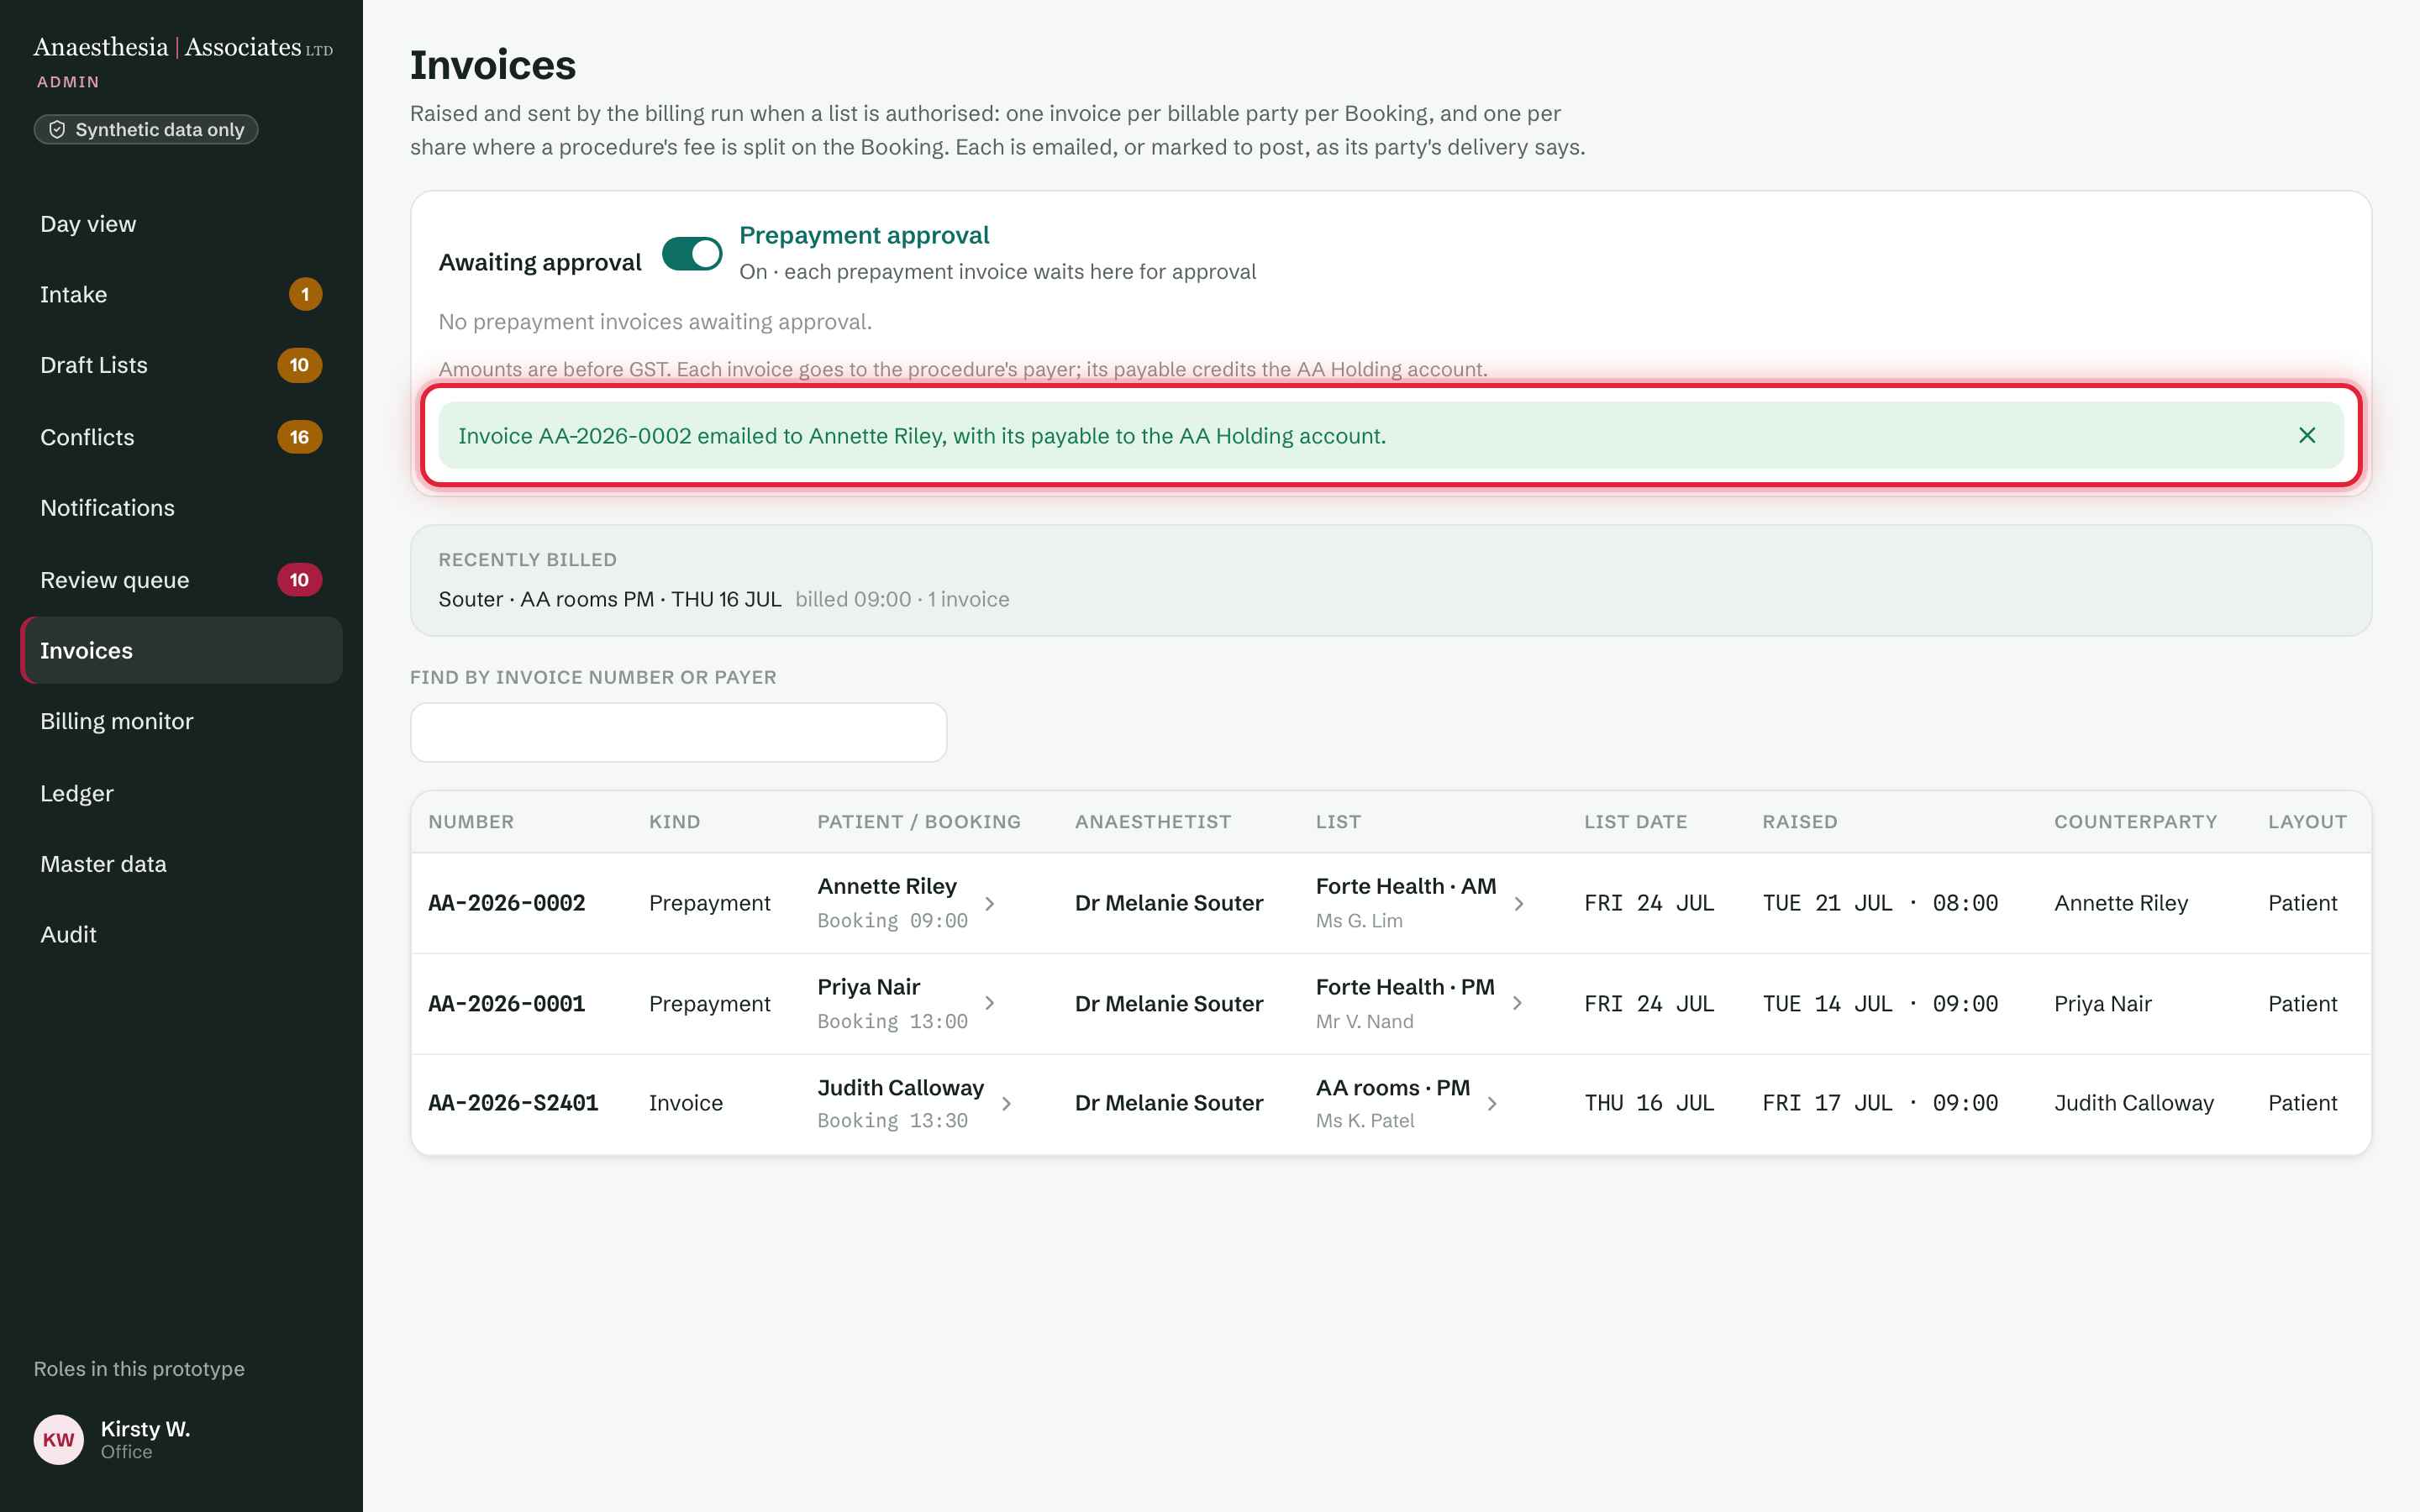 Anaesthesia | Associates LTD
ADMIN
Synthetic data only
Day view
Intake 1
Draft Lists 10
Conflicts 16
Notifications
Review queue 10
Invoices
Billing monitor
Ledger
Master data
Audit
Roles in this prototype
KW
Kirsty W.
Office
Invoices
Raised and sent by the billing run when a list is authorised: one invoice per billable party per Booking, and one per
share where a procedure's fee is split on the Booking. Each is emailed, or marked to post, as its party's delivery says.
Awaiting approval
Prepayment approval
On · each prepayment invoice waits here for approval
No prepayment invoices awaiting approval.
Amounts are before GST. Each invoice goes to the procedure's payer; its payable credits the AA Holding account.
Invoice AA-2026-0002 emailed to Annette Riley, with its payable to the AA Holding account.
RECENTLY BILLED
Souter · AA rooms PM · THU 16 JUL billed 09:00 · 1 invoice
FIND BY INVOICE NUMBER OR PAYER
NUMBER KIND PATIENT / BOOKING ANAESTHETIST LIST LIST DATE RAISED COUNTERPARTY LAYOUT
AA-2026-0002 Prepayment Annette Riley Dr Melanie Souter Forte Health · AM FRI 24 JUL TUE 21 JUL · 08:00 Annette Riley Patient
Booking 09:00 Ms G. Lim
AA-2026-0001 Prepayment Priya Nair Dr Melanie Souter Forte Health · PM FRI 24 JUL TUE 14 JUL · 09:00 Priya Nair Patient
Booking 13:00 Mr V. Nand
AA-2026-S2401 Invoice Judith Calloway Dr Melanie Souter AA rooms · PM THU 16 JUL FRI 17 JUL · 09:00 Judith Calloway Patient
Booking 13:30 Ms K. Patel